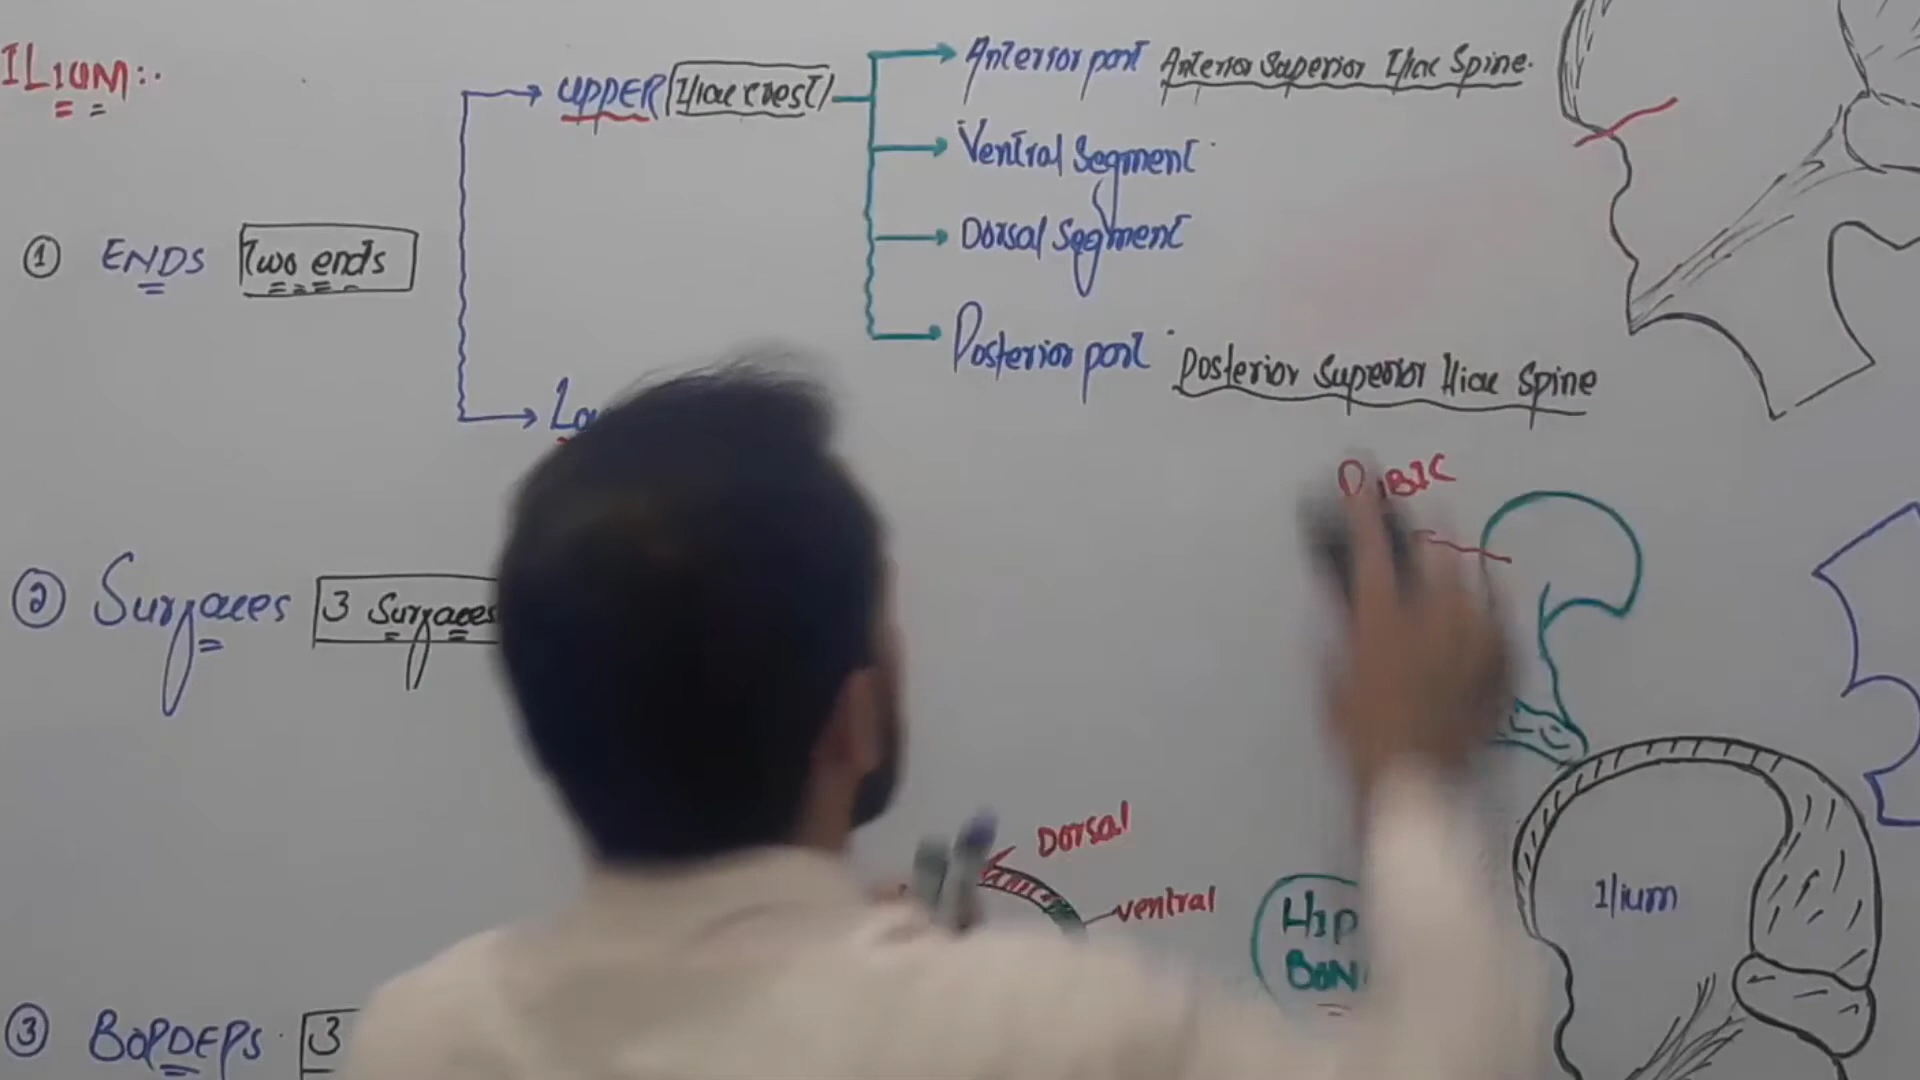 ILIUM:.
UPPER Iliac crest
Anterior part Anterior Superior Iliac Spine.
Ventral Segment
Dorsal Segment
Posterior part Posterior Superior Iliac Spine
① ENDS Two ends
② Surfaces 3 Surfaces
Dorsal
ventral
HIP
Ilium
③ BORDERS 3